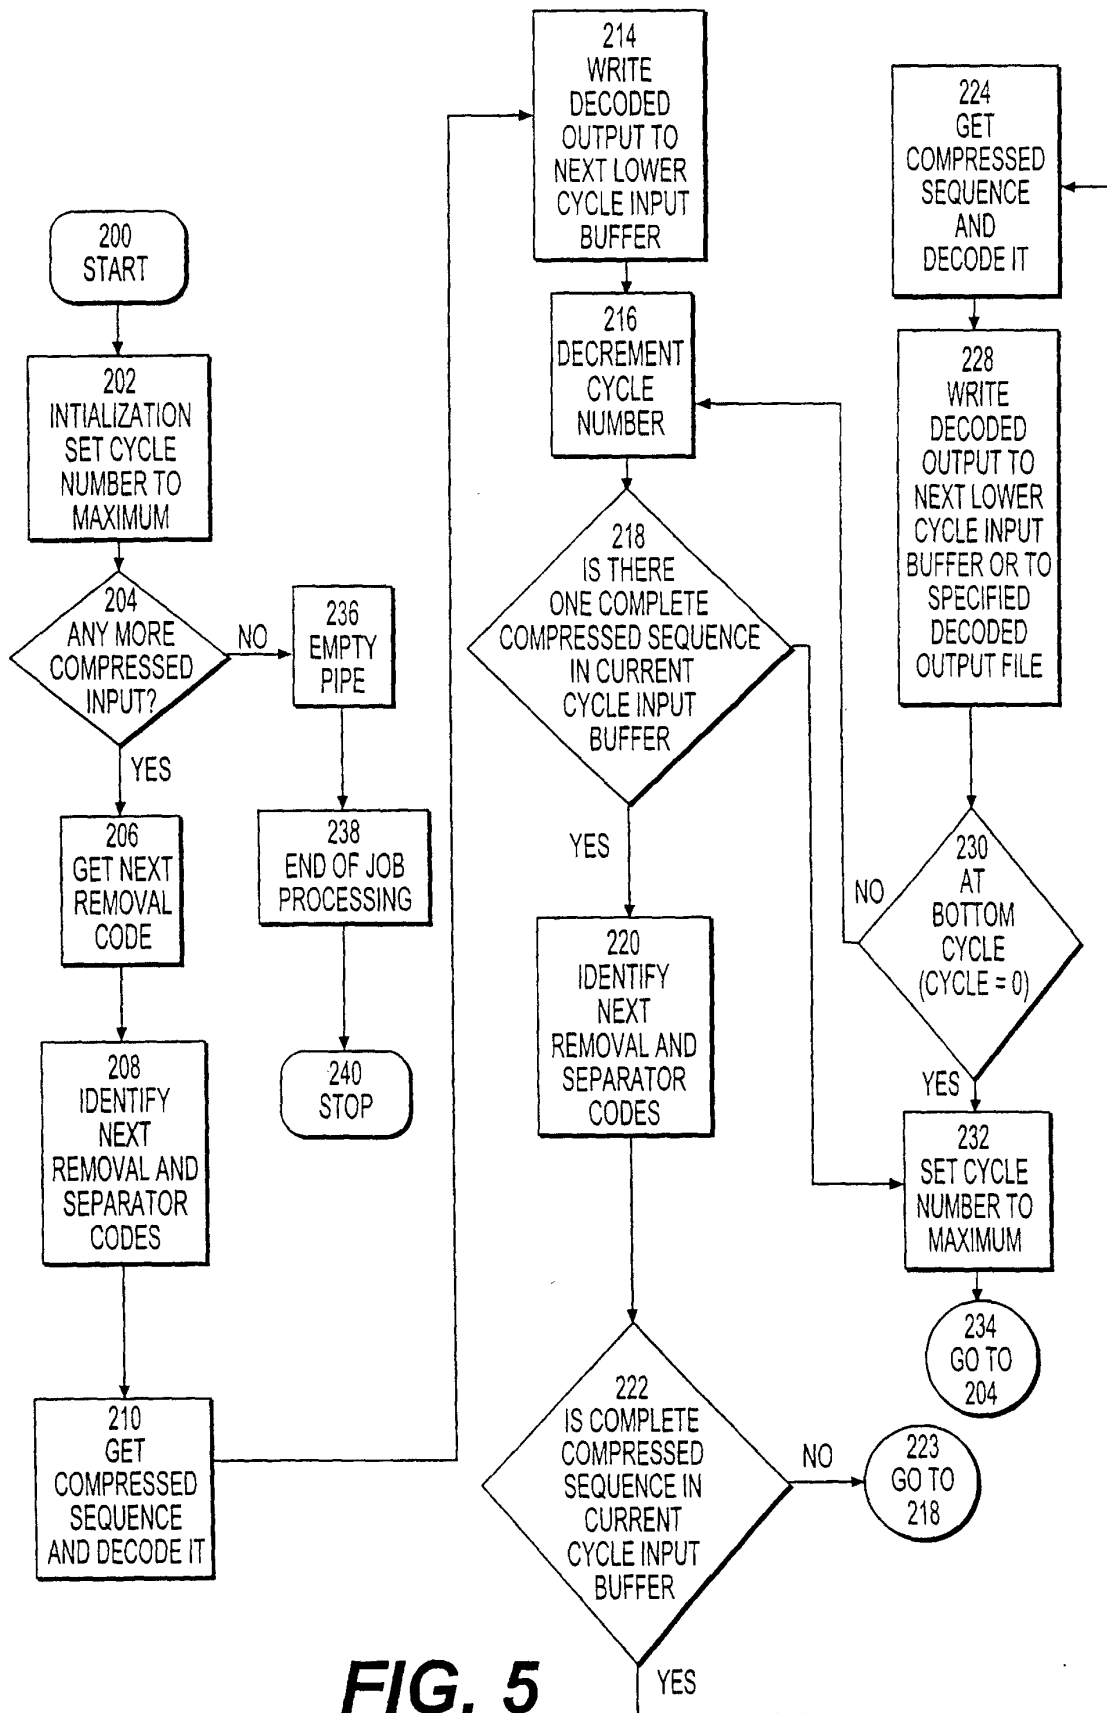 200
START
202
INTIALIZATION
SET CYCLE
NUMBER TO
MAXIMUM
204
ANY MORE
COMPRESSED
INPUT?
NO
YES
236
EMPTY
PIPE
206
GET NEXT
REMOVAL
CODE
238
END OF JOB
PROCESSING
208
IDENTIFY
NEXT
REMOVAL AND
SEPARATOR
CODES
240
STOP
210
GET
COMPRESSED
SEQUENCE
AND DECODE IT
214
WRITE
DECODED
OUTPUT TO
NEXT LOWER
CYCLE INPUT
BUFFER
216
DECREMENT
CYCLE
NUMBER
218
IS THERE
ONE COMPLETE
COMPRESSED SEQUENCE
IN CURRENT
CYCLE INPUT
BUFFER
YES
220
IDENTIFY
NEXT
REMOVAL AND
SEPARATOR
CODES
222
IS COMPLETE
COMPRESSED
SEQUENCE IN
CURRENT
CYCLE INPUT
BUFFER
NO
YES
223
GO TO
218
224
GET
COMPRESSED
SEQUENCE
AND
DECODE IT
228
WRITE
DECODED
OUTPUT TO
NEXT LOWER
CYCLE INPUT
BUFFER OR TO
SPECIFIED
DECODED
OUTPUT FILE
230
AT
BOTTOM
CYCLE
(CYCLE = 0)
NO
YES
232
SET CYCLE
NUMBER TO
MAXIMUM
234
GO TO
204
FIG. 5